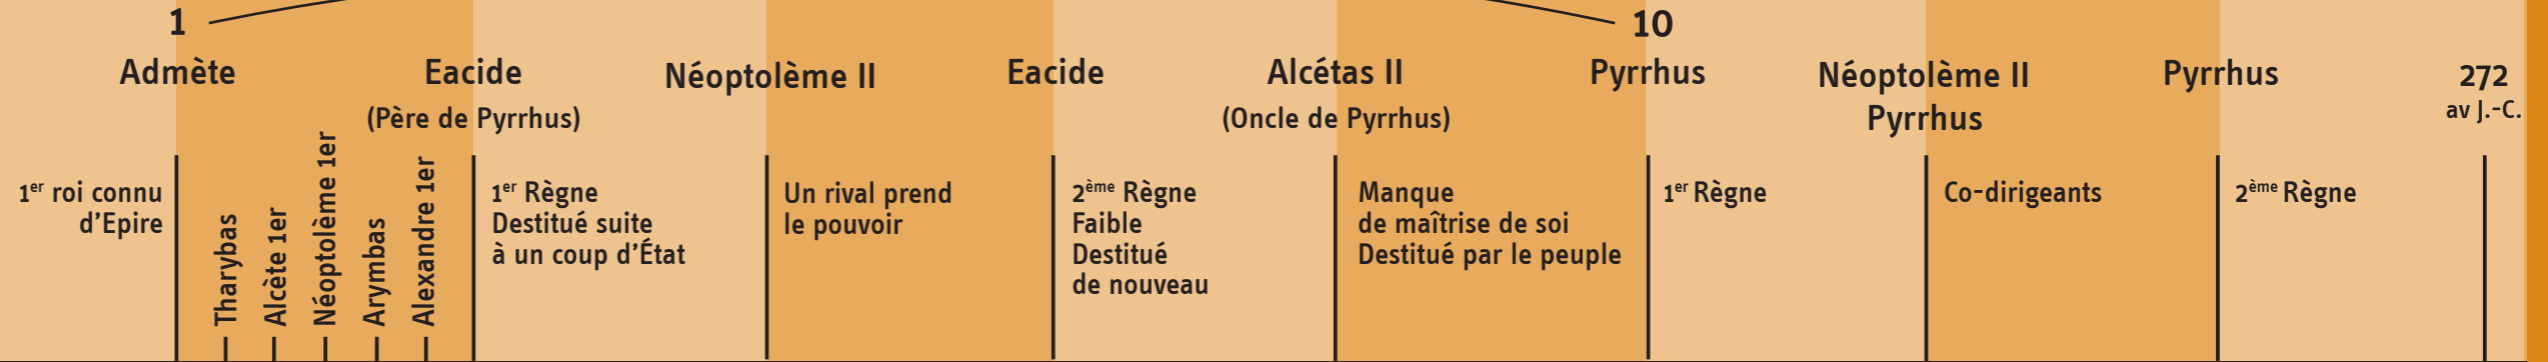 1
10
Admète
Eacide
(Père de Pyrrhus)
Néoptolème II
Eacide
Alcétas II
(Oncle de Pyrrhus)
Pyrrhus
Néoptolème II
Pyrrhus
Pyrrhus
272
av J.-C.
1er roi connu
d'Epire
Tharybas
Alcète 1er
Néoptolème 1er
Arymbas
Alexandre 1er
1er Règne
Destitué suite
à un coup d'État
Un rival prend
le pouvoir
2ème Règne
Faible
Destitué
de nouveau
Manque
de maîtrise de soi
Destitué par le peuple
1er Règne
Co-dirigeants
2ème Règne